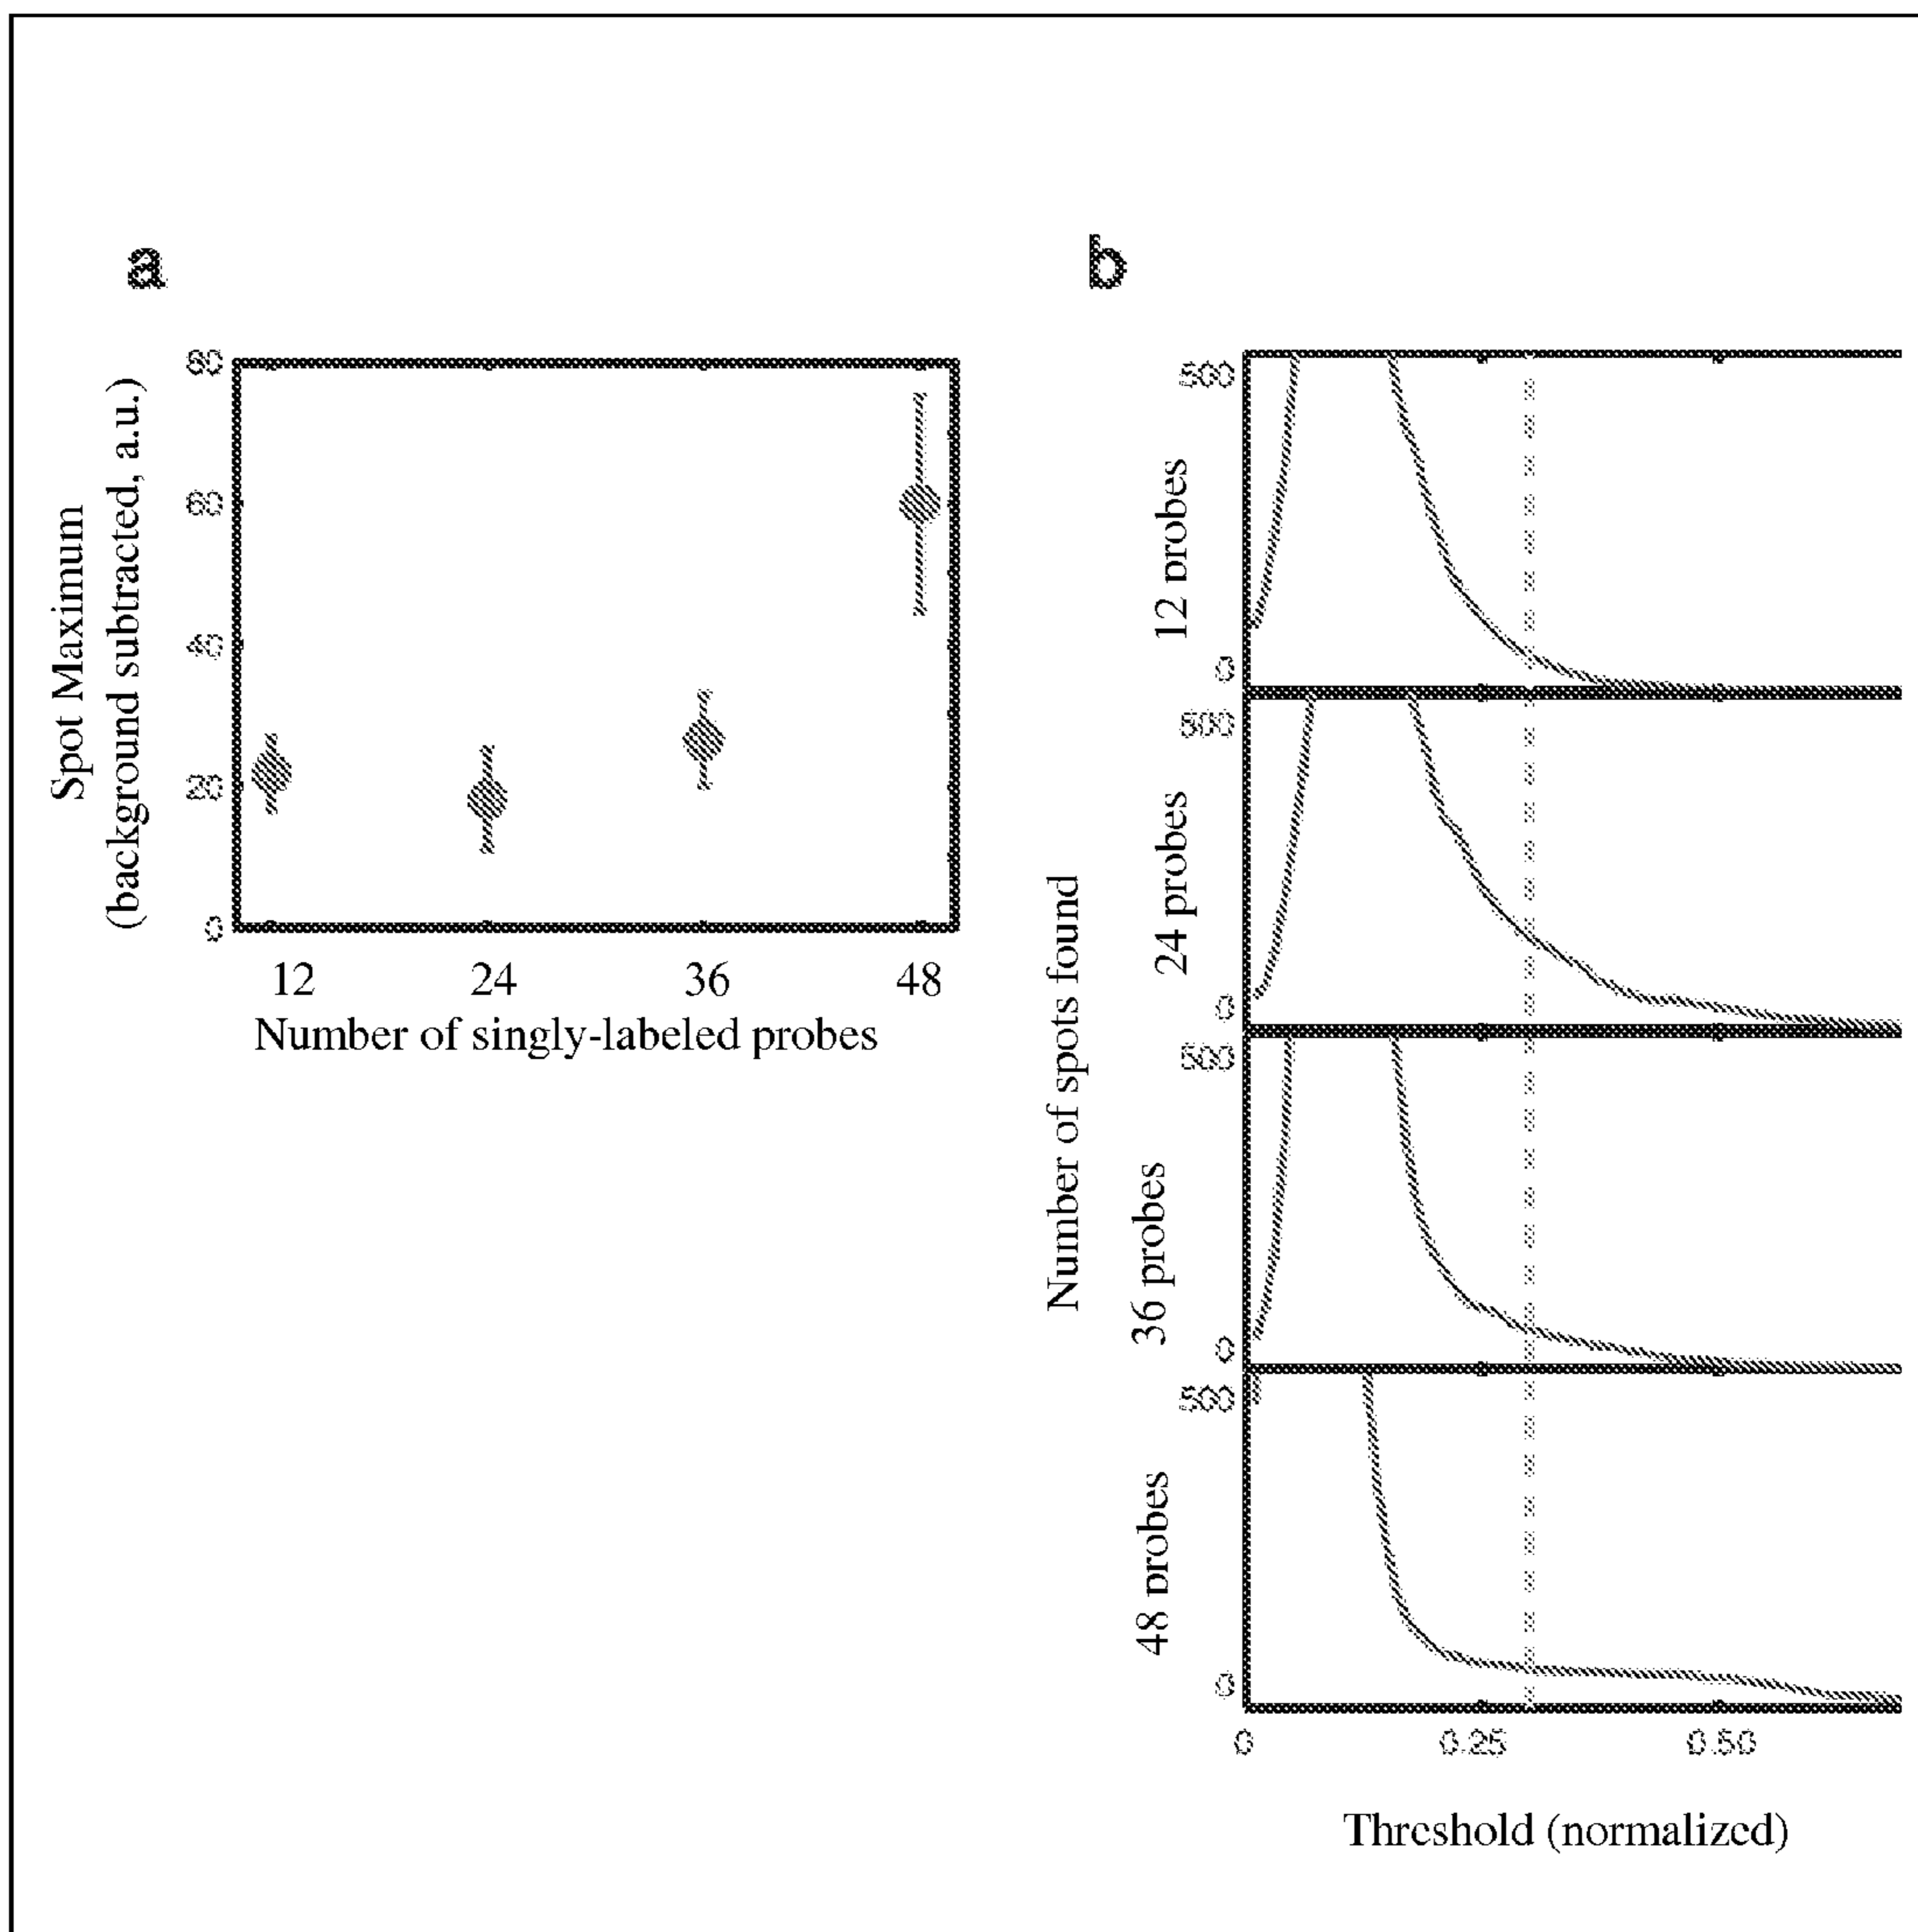 a
Spot Maximum
(background subtracted, a.u.)
80
60
40
20
0
12 24 36 48
Number of singly-labeled probes
b
Number of spots found
12 probes
500
0
24 probes
500
0
36 probes
500
0
48 probes
500
0
0 0.25 0.50
Threshold (normalized)